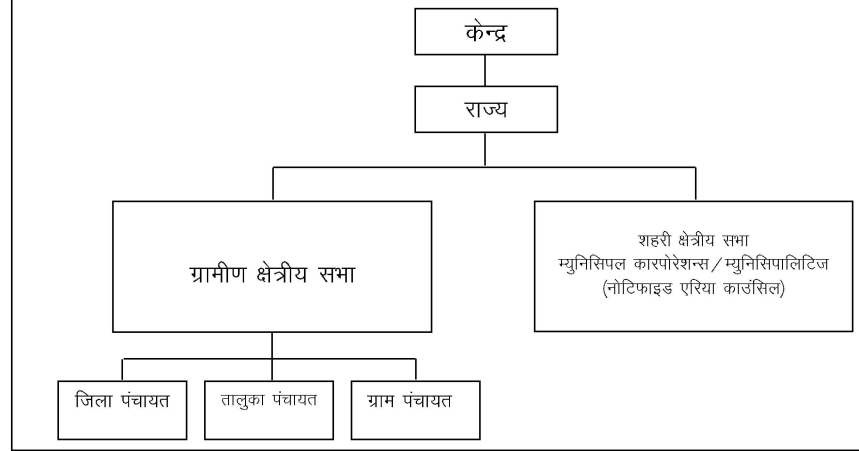 केन्द्र
राज्य
ग्रामीण क्षेत्रीय सभा
शहरी क्षेत्रीय सभा
म्युनिसिपल कारपोरेशन्स/म्युनिसिपालिटिज
(नोटिफाइड एरिया काउंसिल)
जिला पंचायत
तालुका पंचायत
ग्राम पंचायत